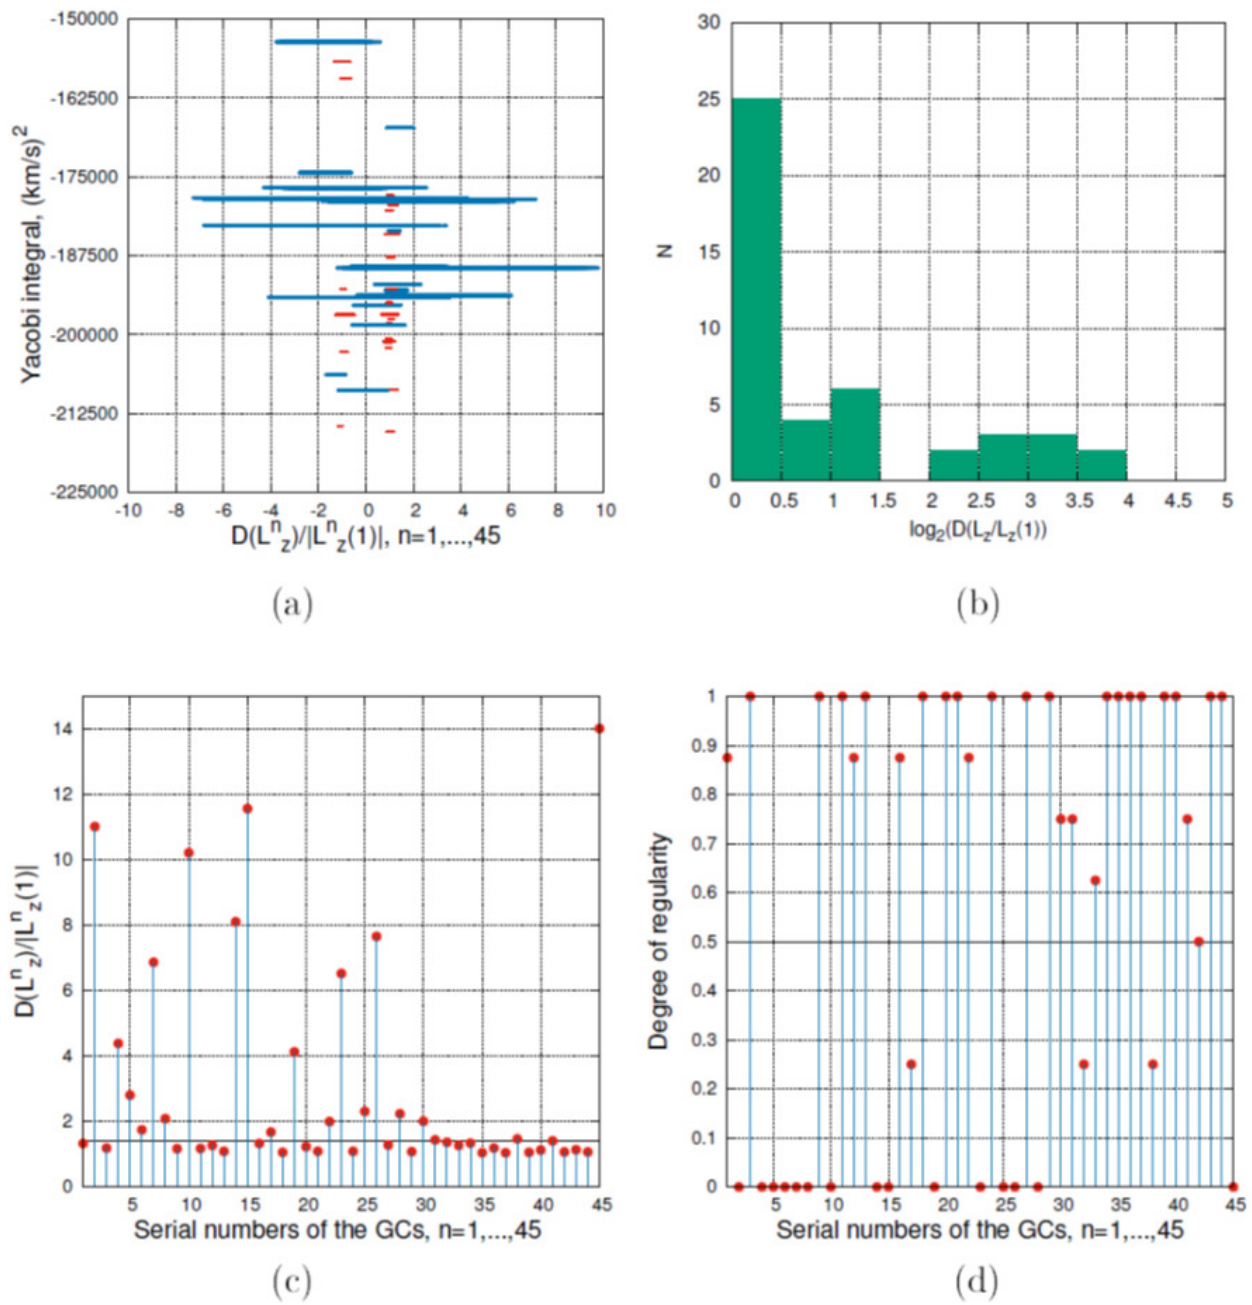 -150000
-162500
-175000
-187500
-200000
-212500
-225000
Yacobi integral, (km/s)²
-10 -8 -6 -4 -2 0 2 4 6 8 10
D(Lⁿz)/|Lⁿz(1)|, n=1,...,45
(a)
30
25
20
15
10
5
0
N
0 0.5 1 1.5 2 2.5 3 3.5 4 4.5 5
log₂(D(Lz/Lz(1))
(b)
14
12
10
8
6
4
2
0
D(Lⁿz)/|Lⁿz(1)|
5 10 15 20 25 30 35 40 45
Serial numbers of the GCs, n=1,...,45
(c)
1
0.9
0.8
0.7
0.6
0.5
0.4
0.3
0.2
0.1
0
Degree of regularity
5 10 15 20 25 30 35 40 45
Serial numbers of the GCs, n=1,...,45
(d)